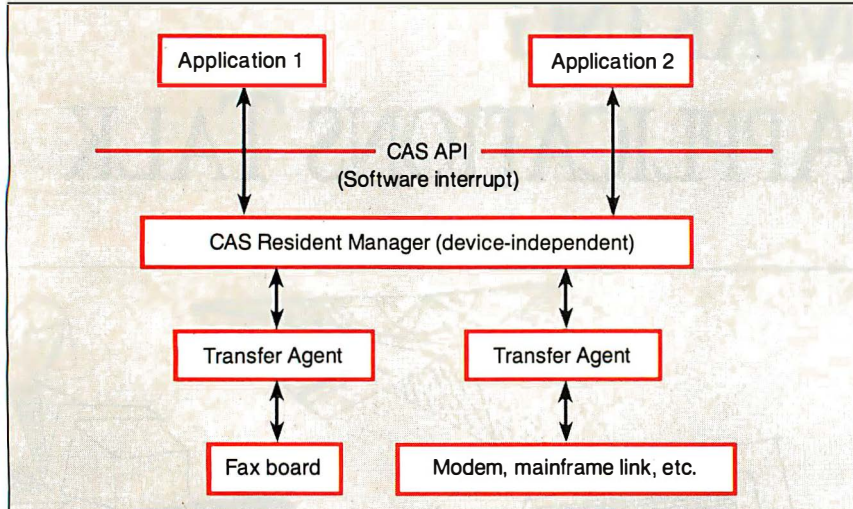 Application 1
Application 2
CAS API
(Software interrupt)
CAS Resident Manager (device-independent)
Transfer Agent
Transfer Agent
Fax board
Modem, mainframe link, etc.